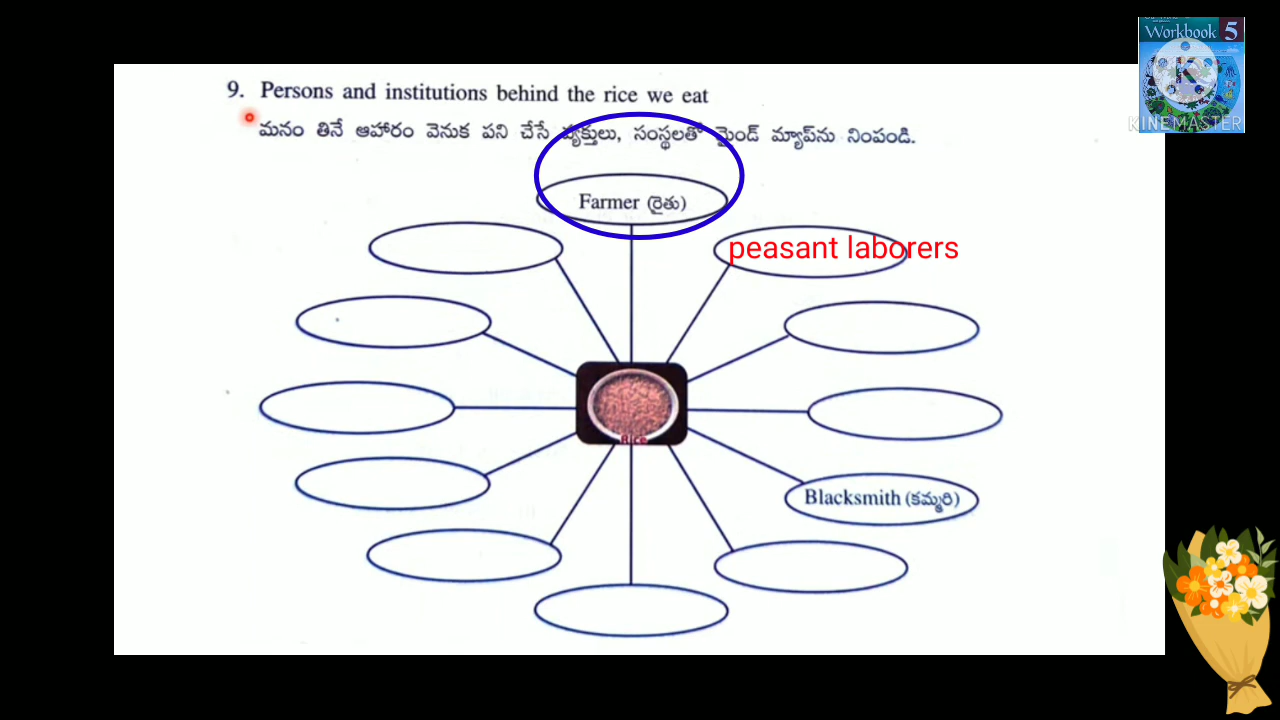 Workbook 5
KINEMASTER
9. Persons and institutions behind the rice we eat
మనం తినే ఆహారం వెనుక పని చేసే వ్యక్తులు, సంస్థలతో మైండ్ మ్యాప్‌ను నింపండి.
Farmer (రైతు)
peasant laborers
Rice
Blacksmith (కమ్మరి)